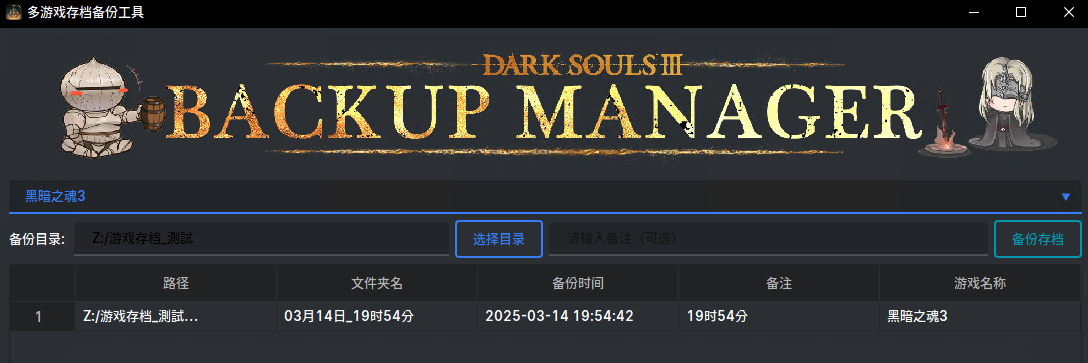 多游戏存档备份工具
DARK SOULS III
BACKUP MANAGER
黑暗之魂3
备份目录: Z:/游戏存档_测試 选择目录 请输入备注（可选） 备份存档
路径 文件夹名 备份时间 备注 游戏名称
1 Z:/游戏存档_测試... 03月14日_19时54分 2025-03-14 19:54:42 19时54分 黑暗之魂3